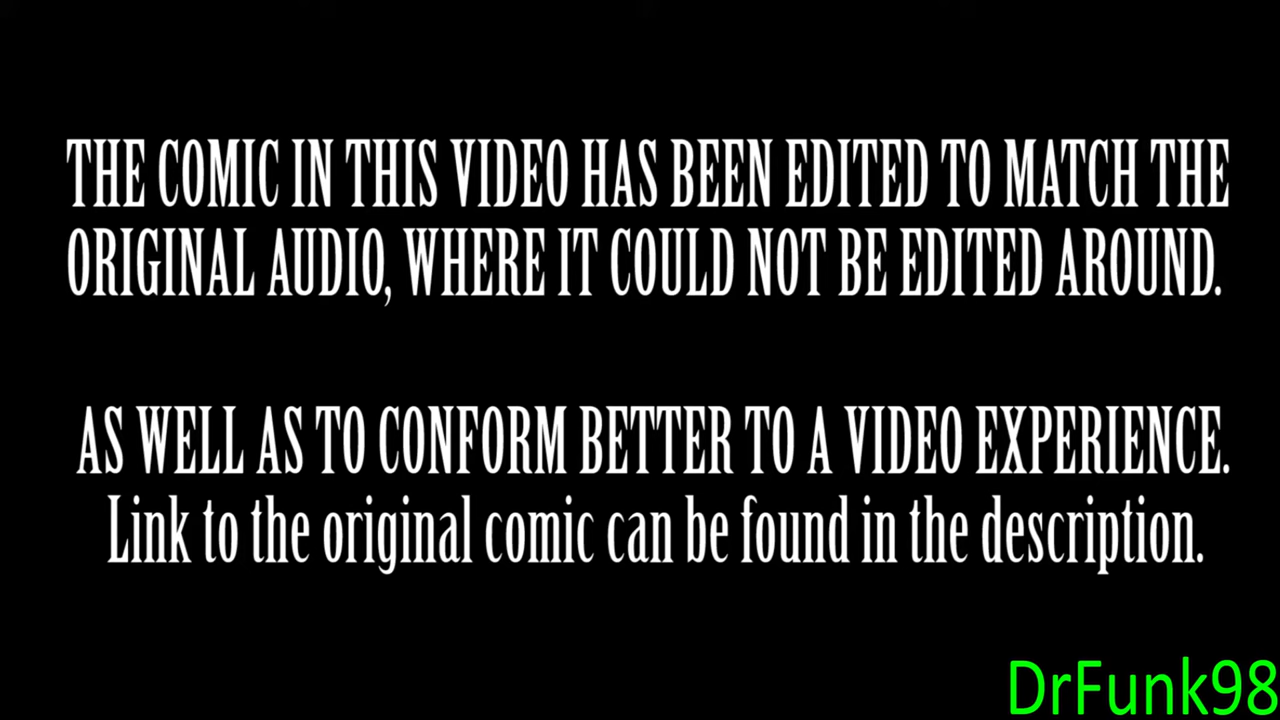 THE COMIC IN THIS VIDEO HAS BEEN EDITED TO MATCH THE
ORIGINAL AUDIO, WHERE IT COULD NOT BE EDITED AROUND.
AS WELL AS TO CONFORM BETTER TO A VIDEO EXPERIENCE.
Link to the original comic can be found in the description.
DrFunk98